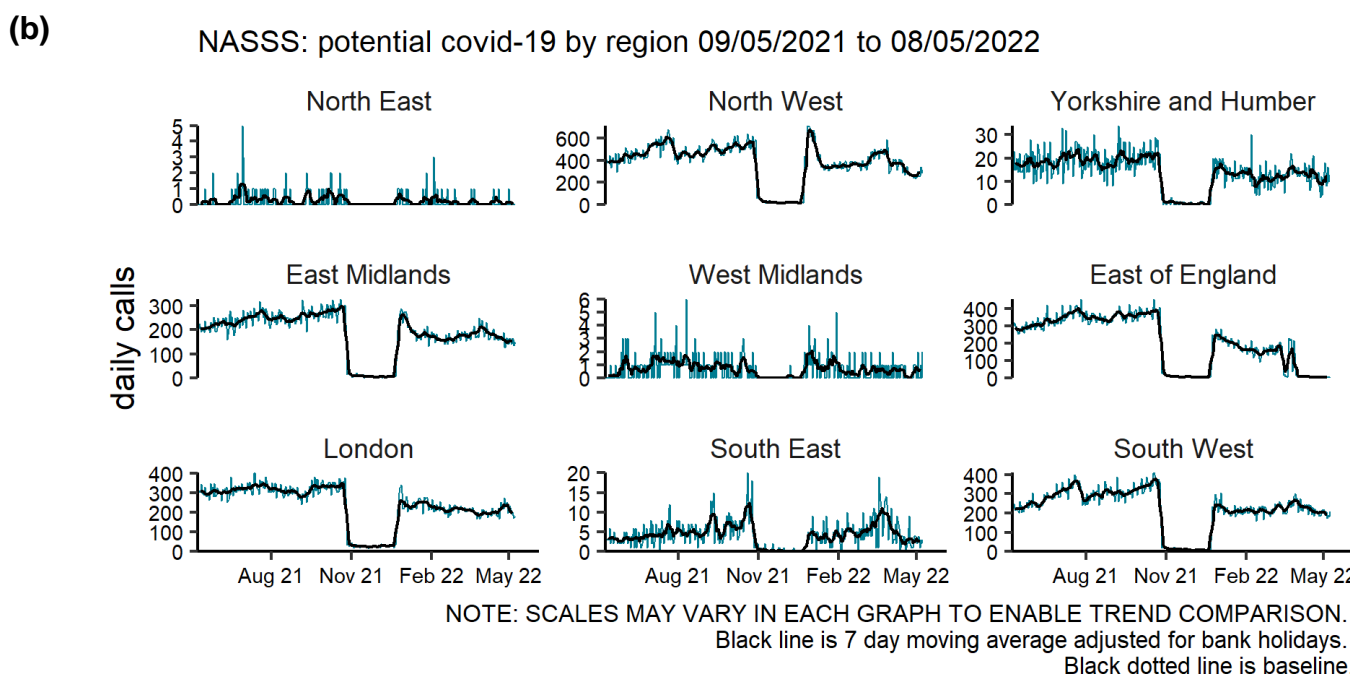 (b)
NASSS: potential covid-19 by region 09/05/2021 to 08/05/2022
North East
North West
Yorkshire and Humber
5
4
3
2
1
0
600
400
200
0
30
20
10
0
daily calls
East Midlands
West Midlands
East of England
300
200
100
0
6
5
4
3
2
1
0
400
300
200
100
0
London
South East
South West
400
300
200
100
0
20
15
10
5
0
400
300
200
100
0
Aug 21 Nov 21 Feb 22 May 22
Aug 21 Nov 21 Feb 22 May 22
Aug 21 Nov 21 Feb 22 May 22
NOTE: SCALES MAY VARY IN EACH GRAPH TO ENABLE TREND COMPARISON.
Black line is 7 day moving average adjusted for bank holidays.
Black dotted line is baseline